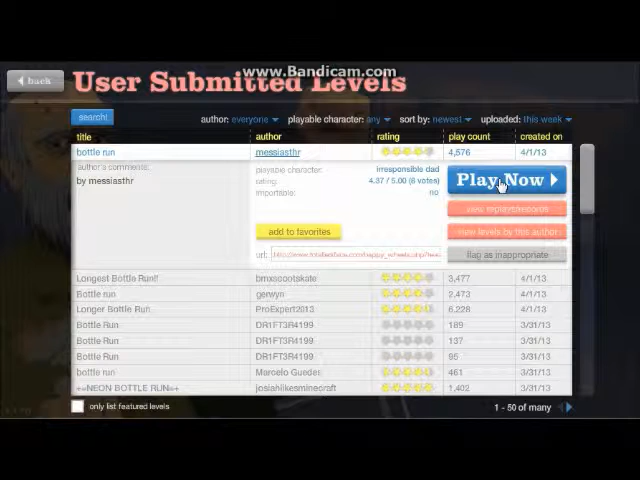 www.Bandicam.com
back
User Submitted Levels
search!
author: everyone playable character: any sort by: newest uploaded: this week
title author rating play count created on
bottle run messiasthr 4,576 4/1/13
author's comments:
by messiasthr
playable character: irresponsible dad
rating: 4.37 / 5.00 (6 votes)
importable: no
Play Now
view replays/records
view levels by this author
add to favorites
flag as inappropriate
url:
Longest Bottle Run!! bmxscootskate 3,477 4/1/13
Bottle run gerwyn 2,473 4/1/13
Longer Bottle Run ProExpert2013 6,228 4/1/13
Bottle Run DR1FT3R4199 189 3/31/13
Bottle Run DR1FT3R4199 137 3/31/13
Bottle Run DR1FT3R4199 95 3/31/13
bottle run Marcelo Gueder 461 3/31/13
==NEON BOTTLE RUN=+ josiahlikesminecraft 1,402 3/31/13
only list featured levels 1 - 50 of many